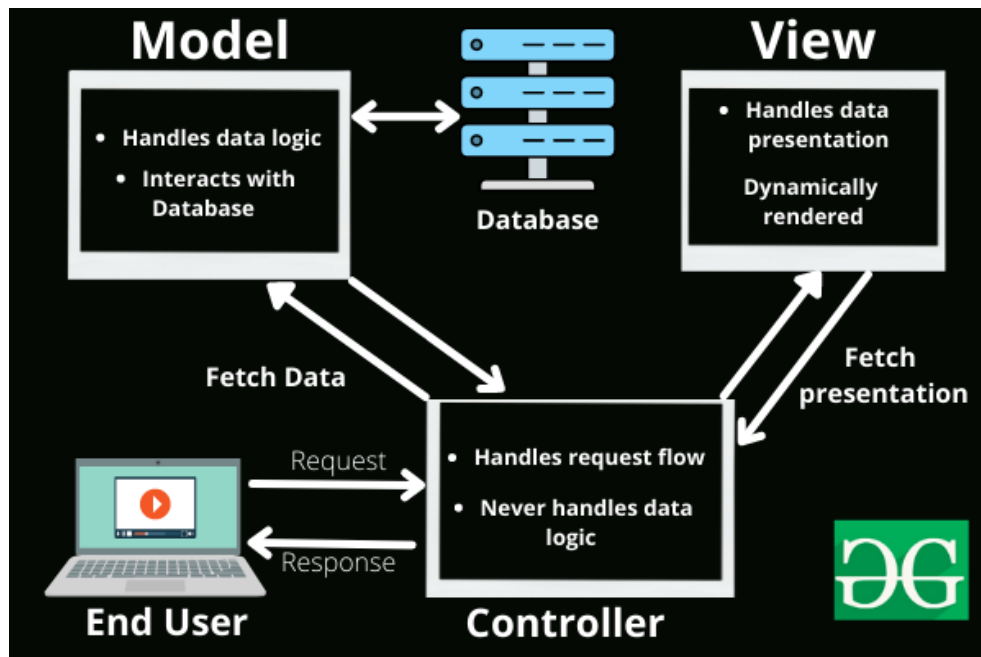 Model
View
• Handles data logic
• Interacts with
Database
Database
• Handles data
presentation
Dynamically
rendered
Fetch Data
Fetch
presentation
Request
Response
• Handles request flow
• Never handles data
logic
End User
Controller